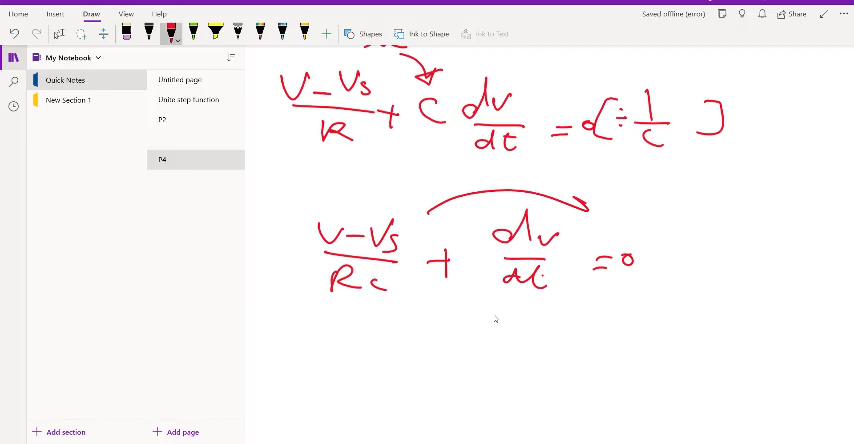 Home Insert Draw View Help
Saved offline (error) Share
Shapes Ink to Shape Ink to Text
My Notebook
Quick Notes
New Section 1
Untitled page
Unite step function
P2
P4
V - Vs / R + C dv/dt = 0 [ ÷ 1/C ]
V - Vs / RC + dv/dt = 0
Add section Add page